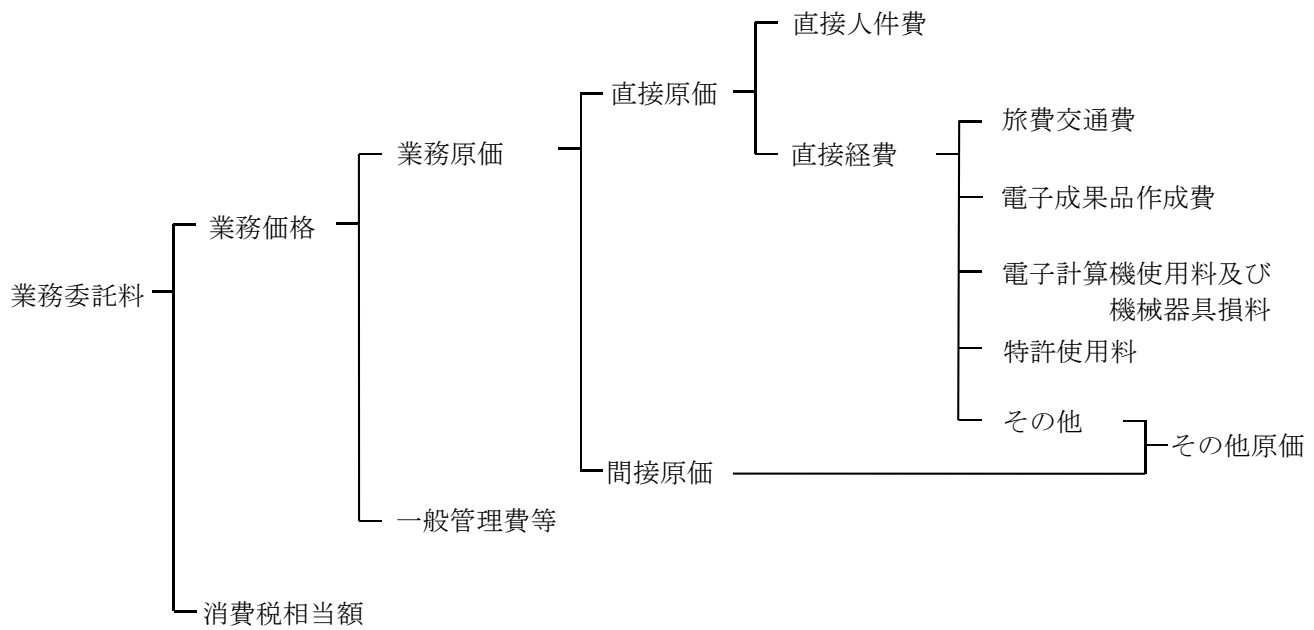 直接人件費
直接原価
旅費交通費
業務原価
直接経費
電子成果品作成費
業務価格
電子計算機使用料及び
機械器具損料
業務委託料
特許使用料
その他
その他原価
間接原価
一般管理費等
消費税相当額